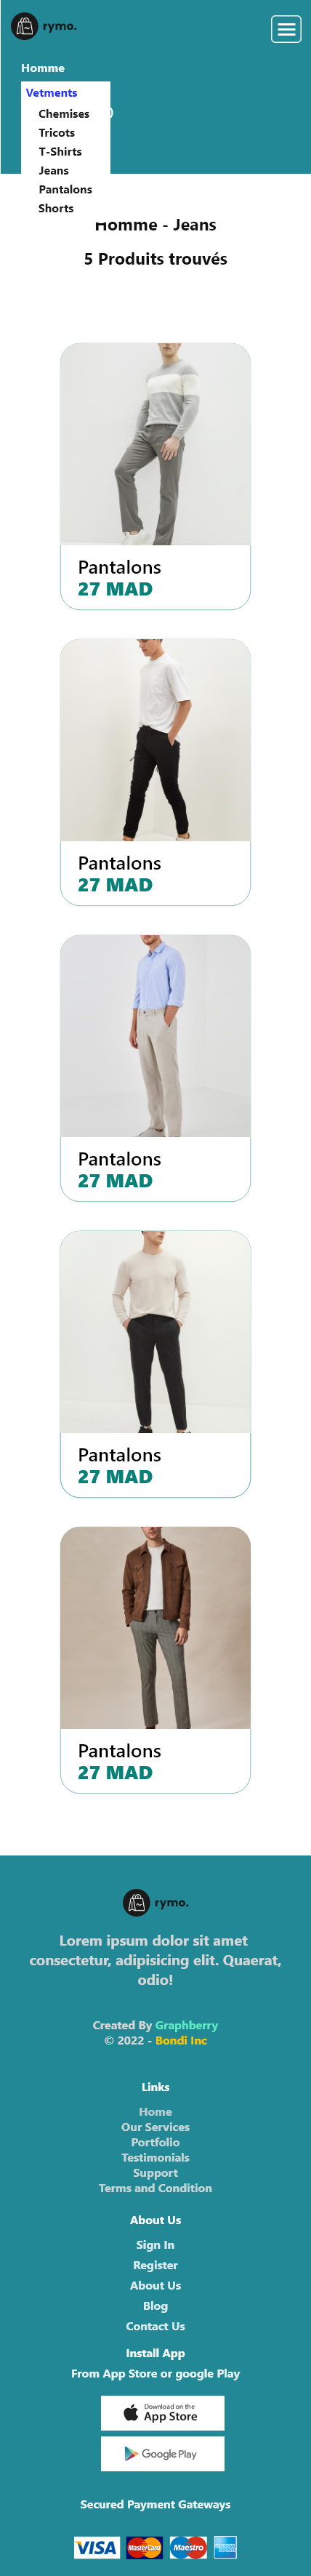 rymo.
Homme
Vetments
Chemises
Tricots
T-Shirts
Jeans
Pantalons
Shorts
Homme - Jeans
5 Produits trouvés
Pantalons
27 MAD
Pantalons
27 MAD
Pantalons
27 MAD
Pantalons
27 MAD
Pantalons
27 MAD
rymo.
Lorem ipsum dolor sit amet
consectetur, adipisicing elit. Quaerat,
odio!
Created By Graphberry
© 2022 - Bondi Inc
Links
Home
Our Services
Portfolio
Testimonials
Support
Terms and Condition
About Us
Sign In
Register
About Us
Blog
Contact Us
Install App
From App Store or google Play
Download on the
App Store
Google Play
Secured Payment Gateways
VISA MasterCard Maestro